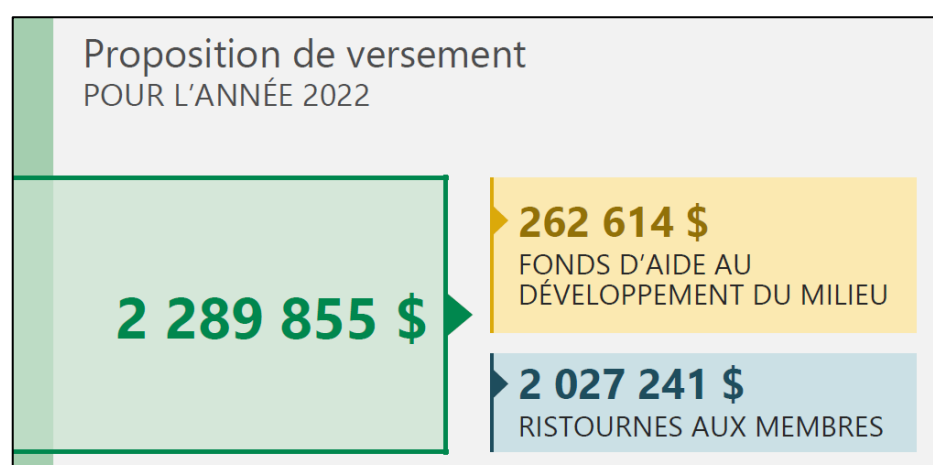 Proposition de versement
POUR L'ANNÉE 2022
2 289 855 $
262 614 $
FONDS D'AIDE AU
DÉVELOPPEMENT DU MILIEU
2 027 241 $
RISTOURNES AUX MEMBRES